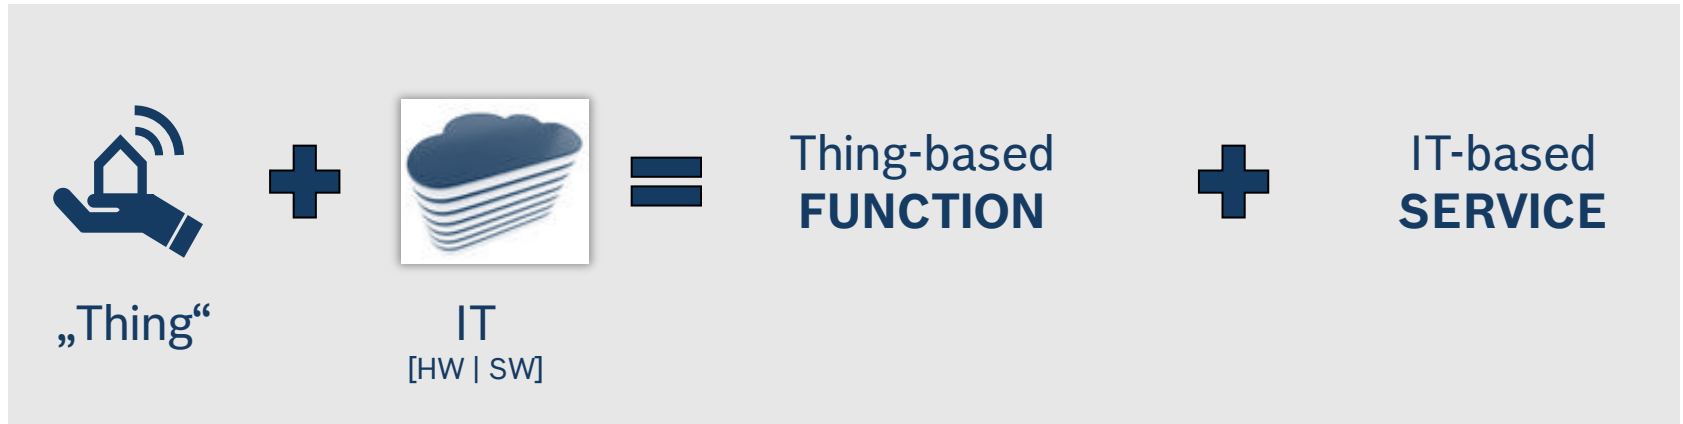 „Thing“
IT
[HW | SW]
Thing-based
FUNCTION
IT-based
SERVICE